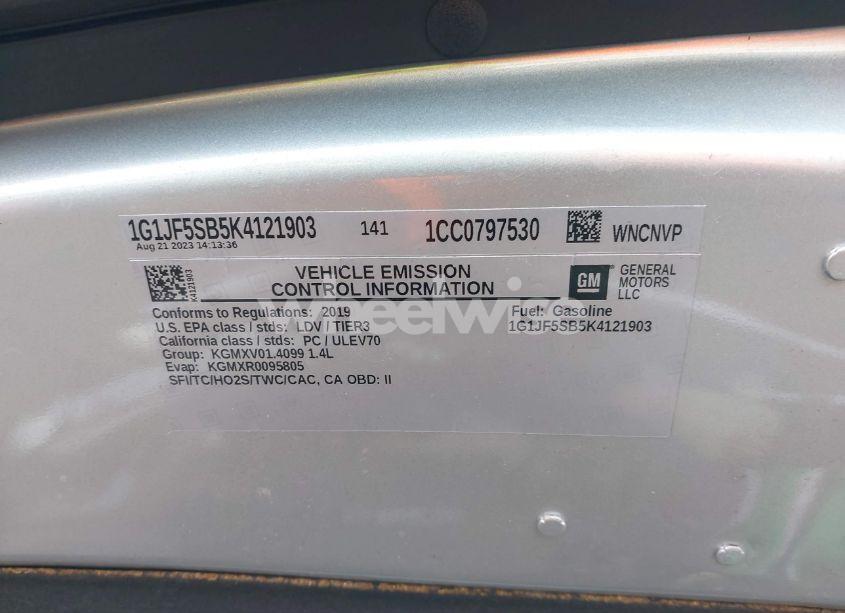 1G1JF5SB5K4121903 141 1CC0797530 WNCNVP
Aug 21 2023 14:13:36
K4121903
VEHICLE EMISSION
CONTROL INFORMATION
GM
GENERAL
MOTORS
LLC
Conforms to Regulations: 2019
U.S. EPA class / stds: LDV / TIER3
California class / stds: PC / ULEV70
Group: KGMXV01.4099 1.4L
Evap: KGMXR0095805
SFI/TC/HO2S/TWC/CAC, CA OBD: II
Fuel: Gasoline
1G1JF5SB5K4121903
wheelwise